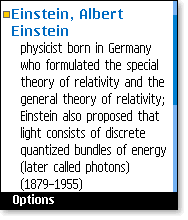 Einstein, Albert
Einstein
physicist born in Germany
who formulated the special
theory of relativity and the
general theory of relativity;
Einstein also proposed that
light consists of discrete
quantized bundles of energy
(later called photons)
(1879-1955)
Options